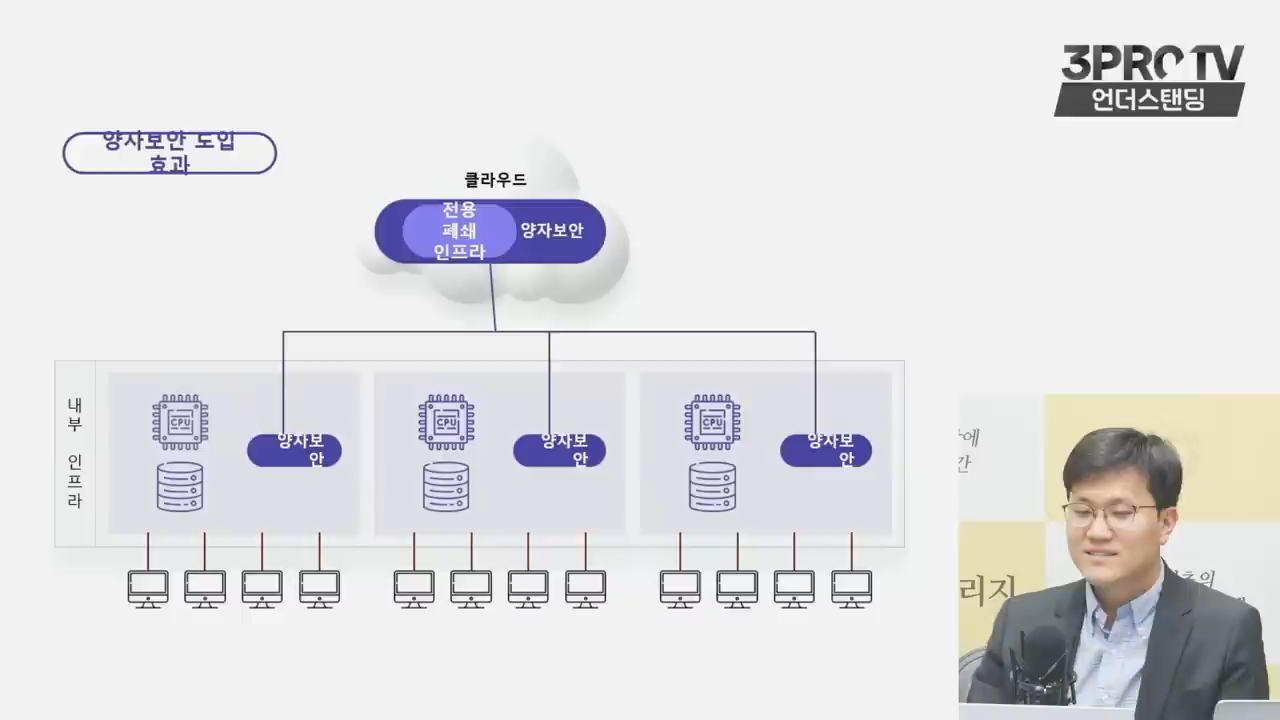 3PRO TV
언더스탠딩
양자보안 도입
효과
클라우드
전용
폐쇄
인프라
양자보안
내부 인프라
CPU
양자보
안
CPU
양자보
안
CPU
양자보
안
리지